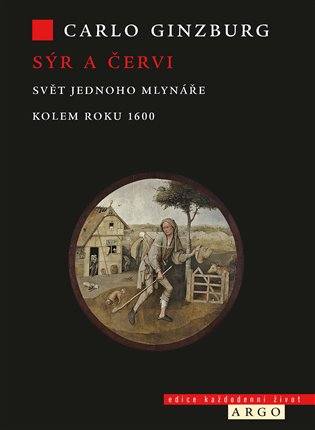 CARLO GINZBURG
SÝR A ČERVI
SVĚT JEDNOHO MLYNÁŘE
KOLEM ROKU 1600
edice každodenní život
ARGO